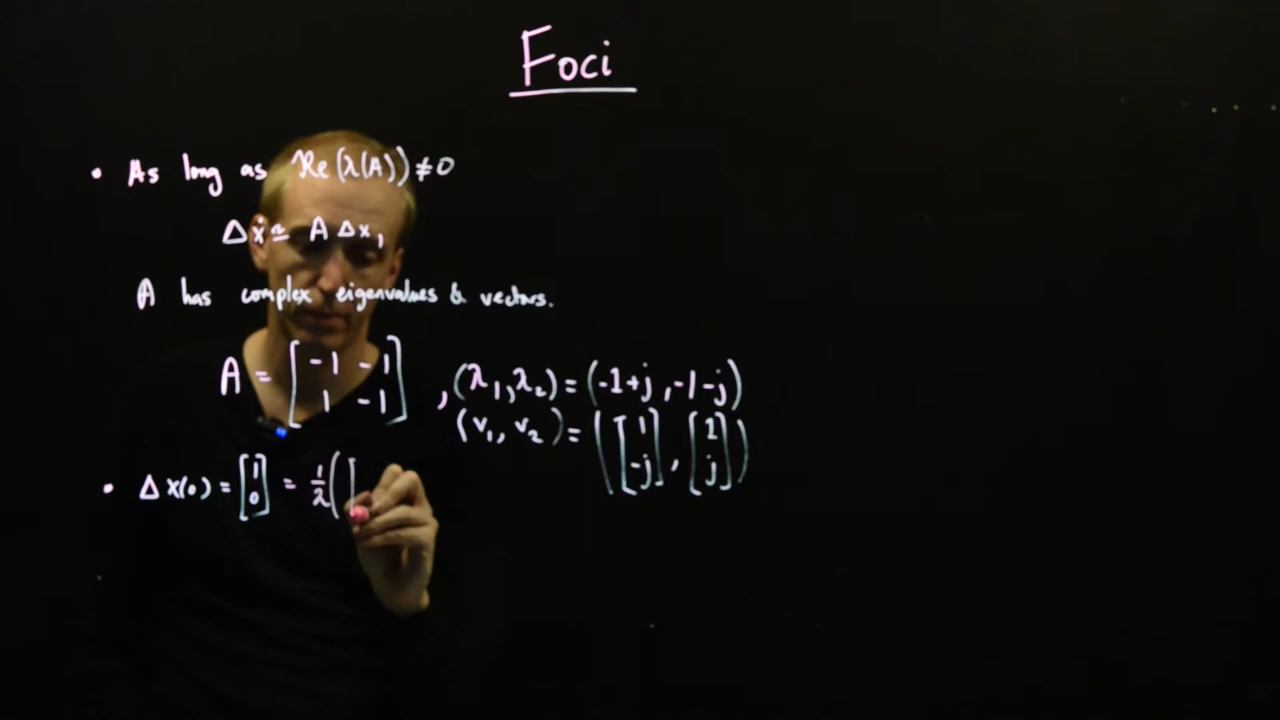 Foci
• As long as Re(λ(A)) ≠ 0
Δẋ ≃ A Δx,
A has complex eigenvalues & vectors.
A = [-1 -1; 1 -1], (λ₁, λ₂) = (-1+j, -1-j)
(v₁, v₂) = ([1; -j], [1; j])
• Δx(0) = [1; 0] = 1/2 ([